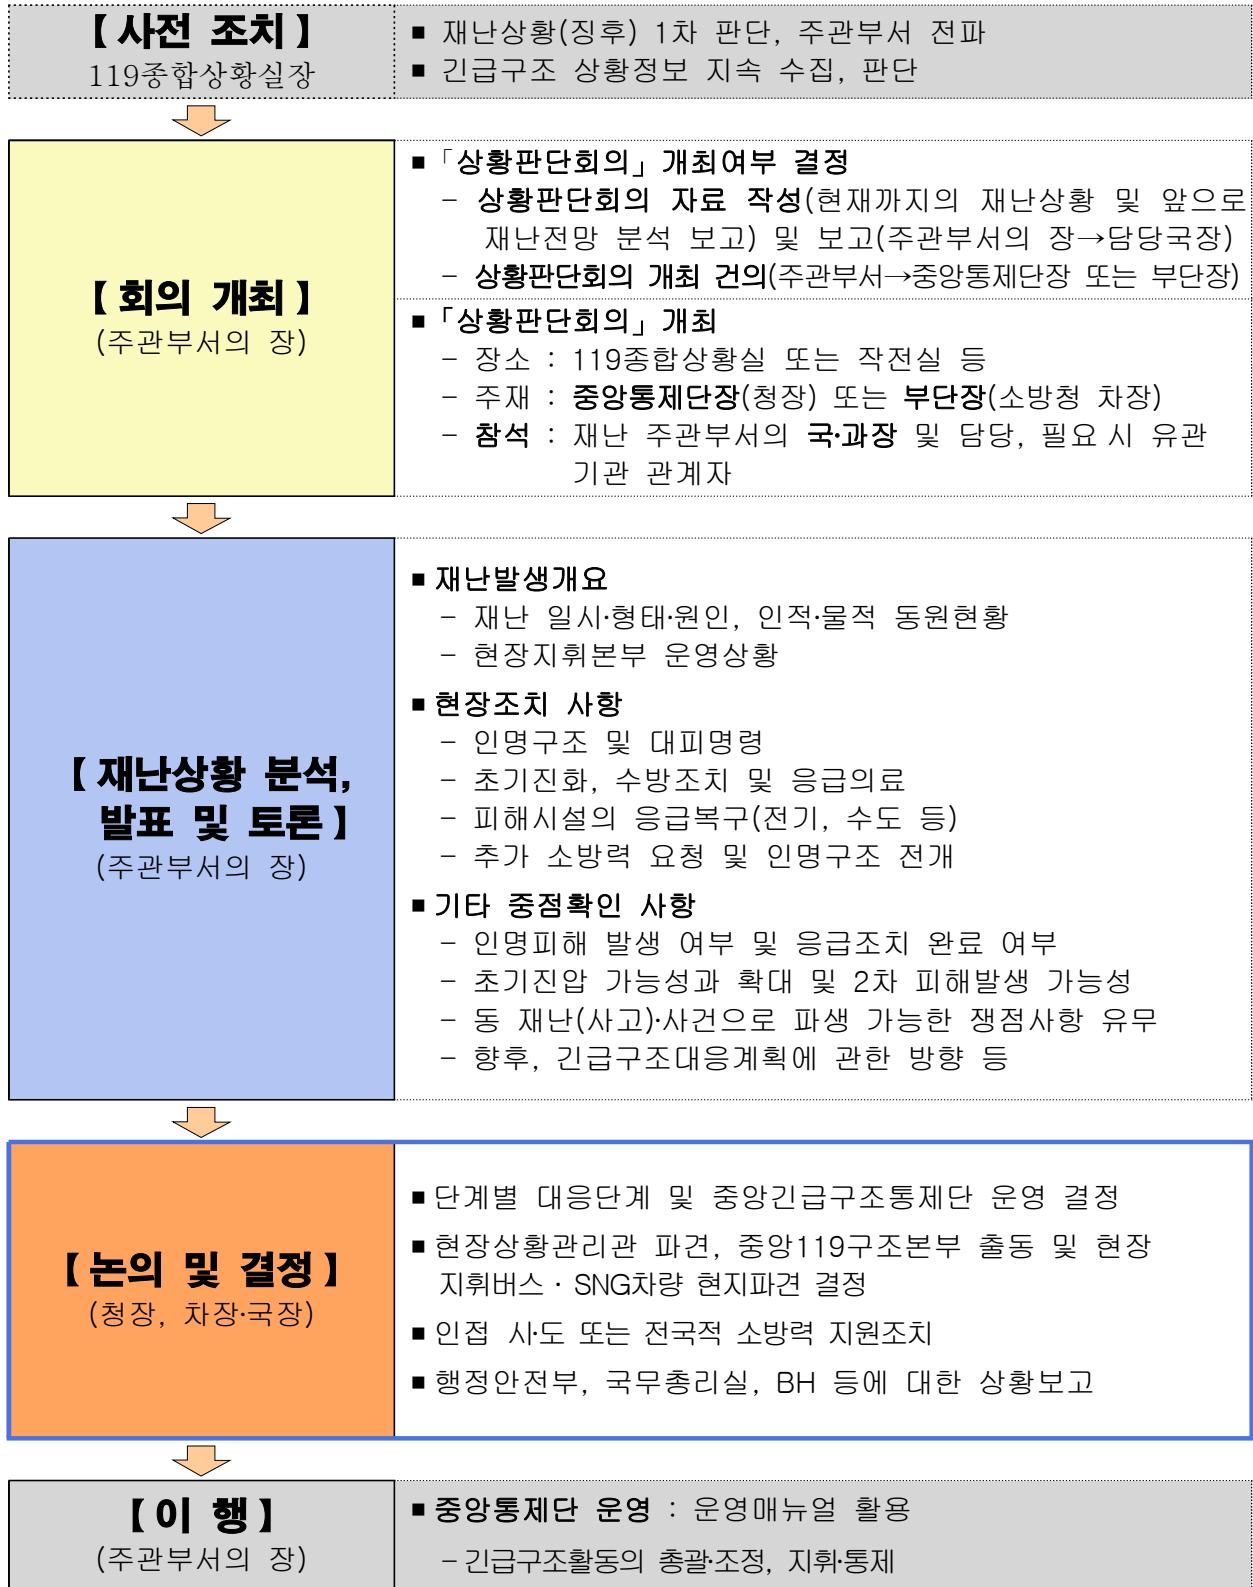 【사전 조치】
119종합상황실장
▪ 재난상황(징후) 1차 판단, 주관부서 전파
▪ 긴급구조 상황정보 지속 수집, 판단
【회의 개최】
(주관부서의 장)
▪「상황판단회의」개최여부 결정
- 상황판단회의 자료 작성(현재까지의 재난상황 및 앞으로
재난전망 분석 보고) 및 보고(주관부서의 장→담당국장)
- 상황판단회의 개최 건의(주관부서→중앙통제단장 또는 부단장)
▪「상황판단회의」개최
- 장소 : 119종합상황실 또는 작전실 등
- 주재 : 중앙통제단장(청장) 또는 부단장(소방청 차장)
- 참석 : 재난 주관부서의 국·과장 및 담당, 필요 시 유관
기관 관계자
【재난상황 분석,
발표 및 토론】
(주관부서의 장)
▪ 재난발생개요
- 재난 일시·형태·원인, 인적·물적 동원현황
- 현장지휘본부 운영상황
▪ 현장조치 사항
- 인명구조 및 대피명령
- 초기진화, 수방조치 및 응급의료
- 피해시설의 응급복구(전기, 수도 등)
- 추가 소방력 요청 및 인명구조 전개
▪ 기타 중점확인 사항
- 인명피해 발생 여부 및 응급조치 완료 여부
- 초기진압 가능성과 확대 및 2차 피해발생 가능성
- 동 재난(사고)·사건으로 파생 가능한 쟁점사항 유무
- 향후, 긴급구조대응계획에 관한 방향 등
【논의 및 결정】
(청장, 차장·국장)
▪ 단계별 대응단계 및 중앙긴급구조통제단 운영 결정
▪ 현장상황관리관 파견, 중앙119구조본부 출동 및 현장
지휘버스 · SNG차량 현지파견 결정
▪ 인접 시·도 또는 전국적 소방력 지원조치
▪ 행정안전부, 국무총리실, BH 등에 대한 상황보고
【이 행】
(주관부서의 장)
▪ 중앙통제단 운영 : 운영매뉴얼 활용
- 긴급구조활동의 총괄·조정, 지휘·통제